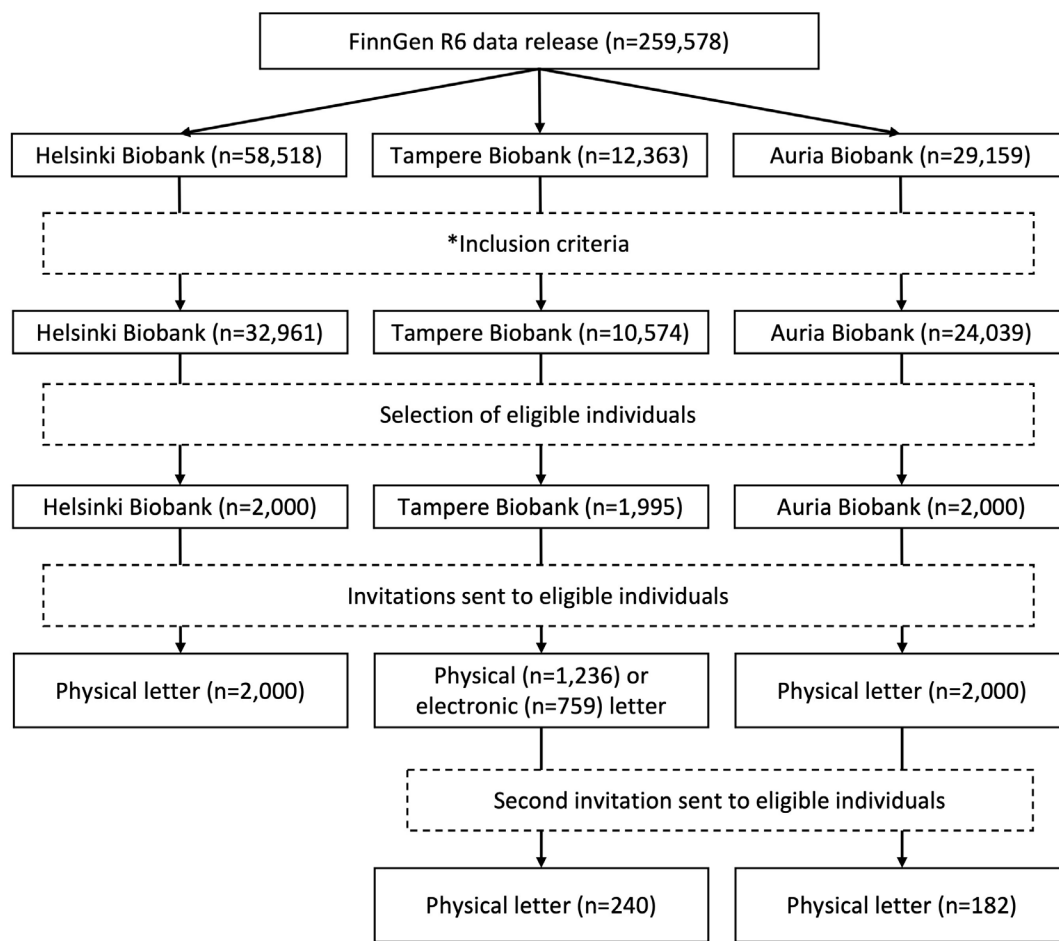 FinnGen R6 data release (n=259,578)
Helsinki Biobank (n=58,518)
Tampere Biobank (n=12,363)
Auria Biobank (n=29,159)
*Inclusion criteria
Helsinki Biobank (n=32,961)
Tampere Biobank (n=10,574)
Auria Biobank (n=24,039)
Selection of eligible individuals
Helsinki Biobank (n=2,000)
Tampere Biobank (n=1,995)
Auria Biobank (n=2,000)
Invitations sent to eligible individuals
Physical letter (n=2,000)
Physical (n=1,236) or
electronic (n=759) letter
Physical letter (n=2,000)
Second invitation sent to eligible individuals
Physical letter (n=240)
Physical letter (n=182)